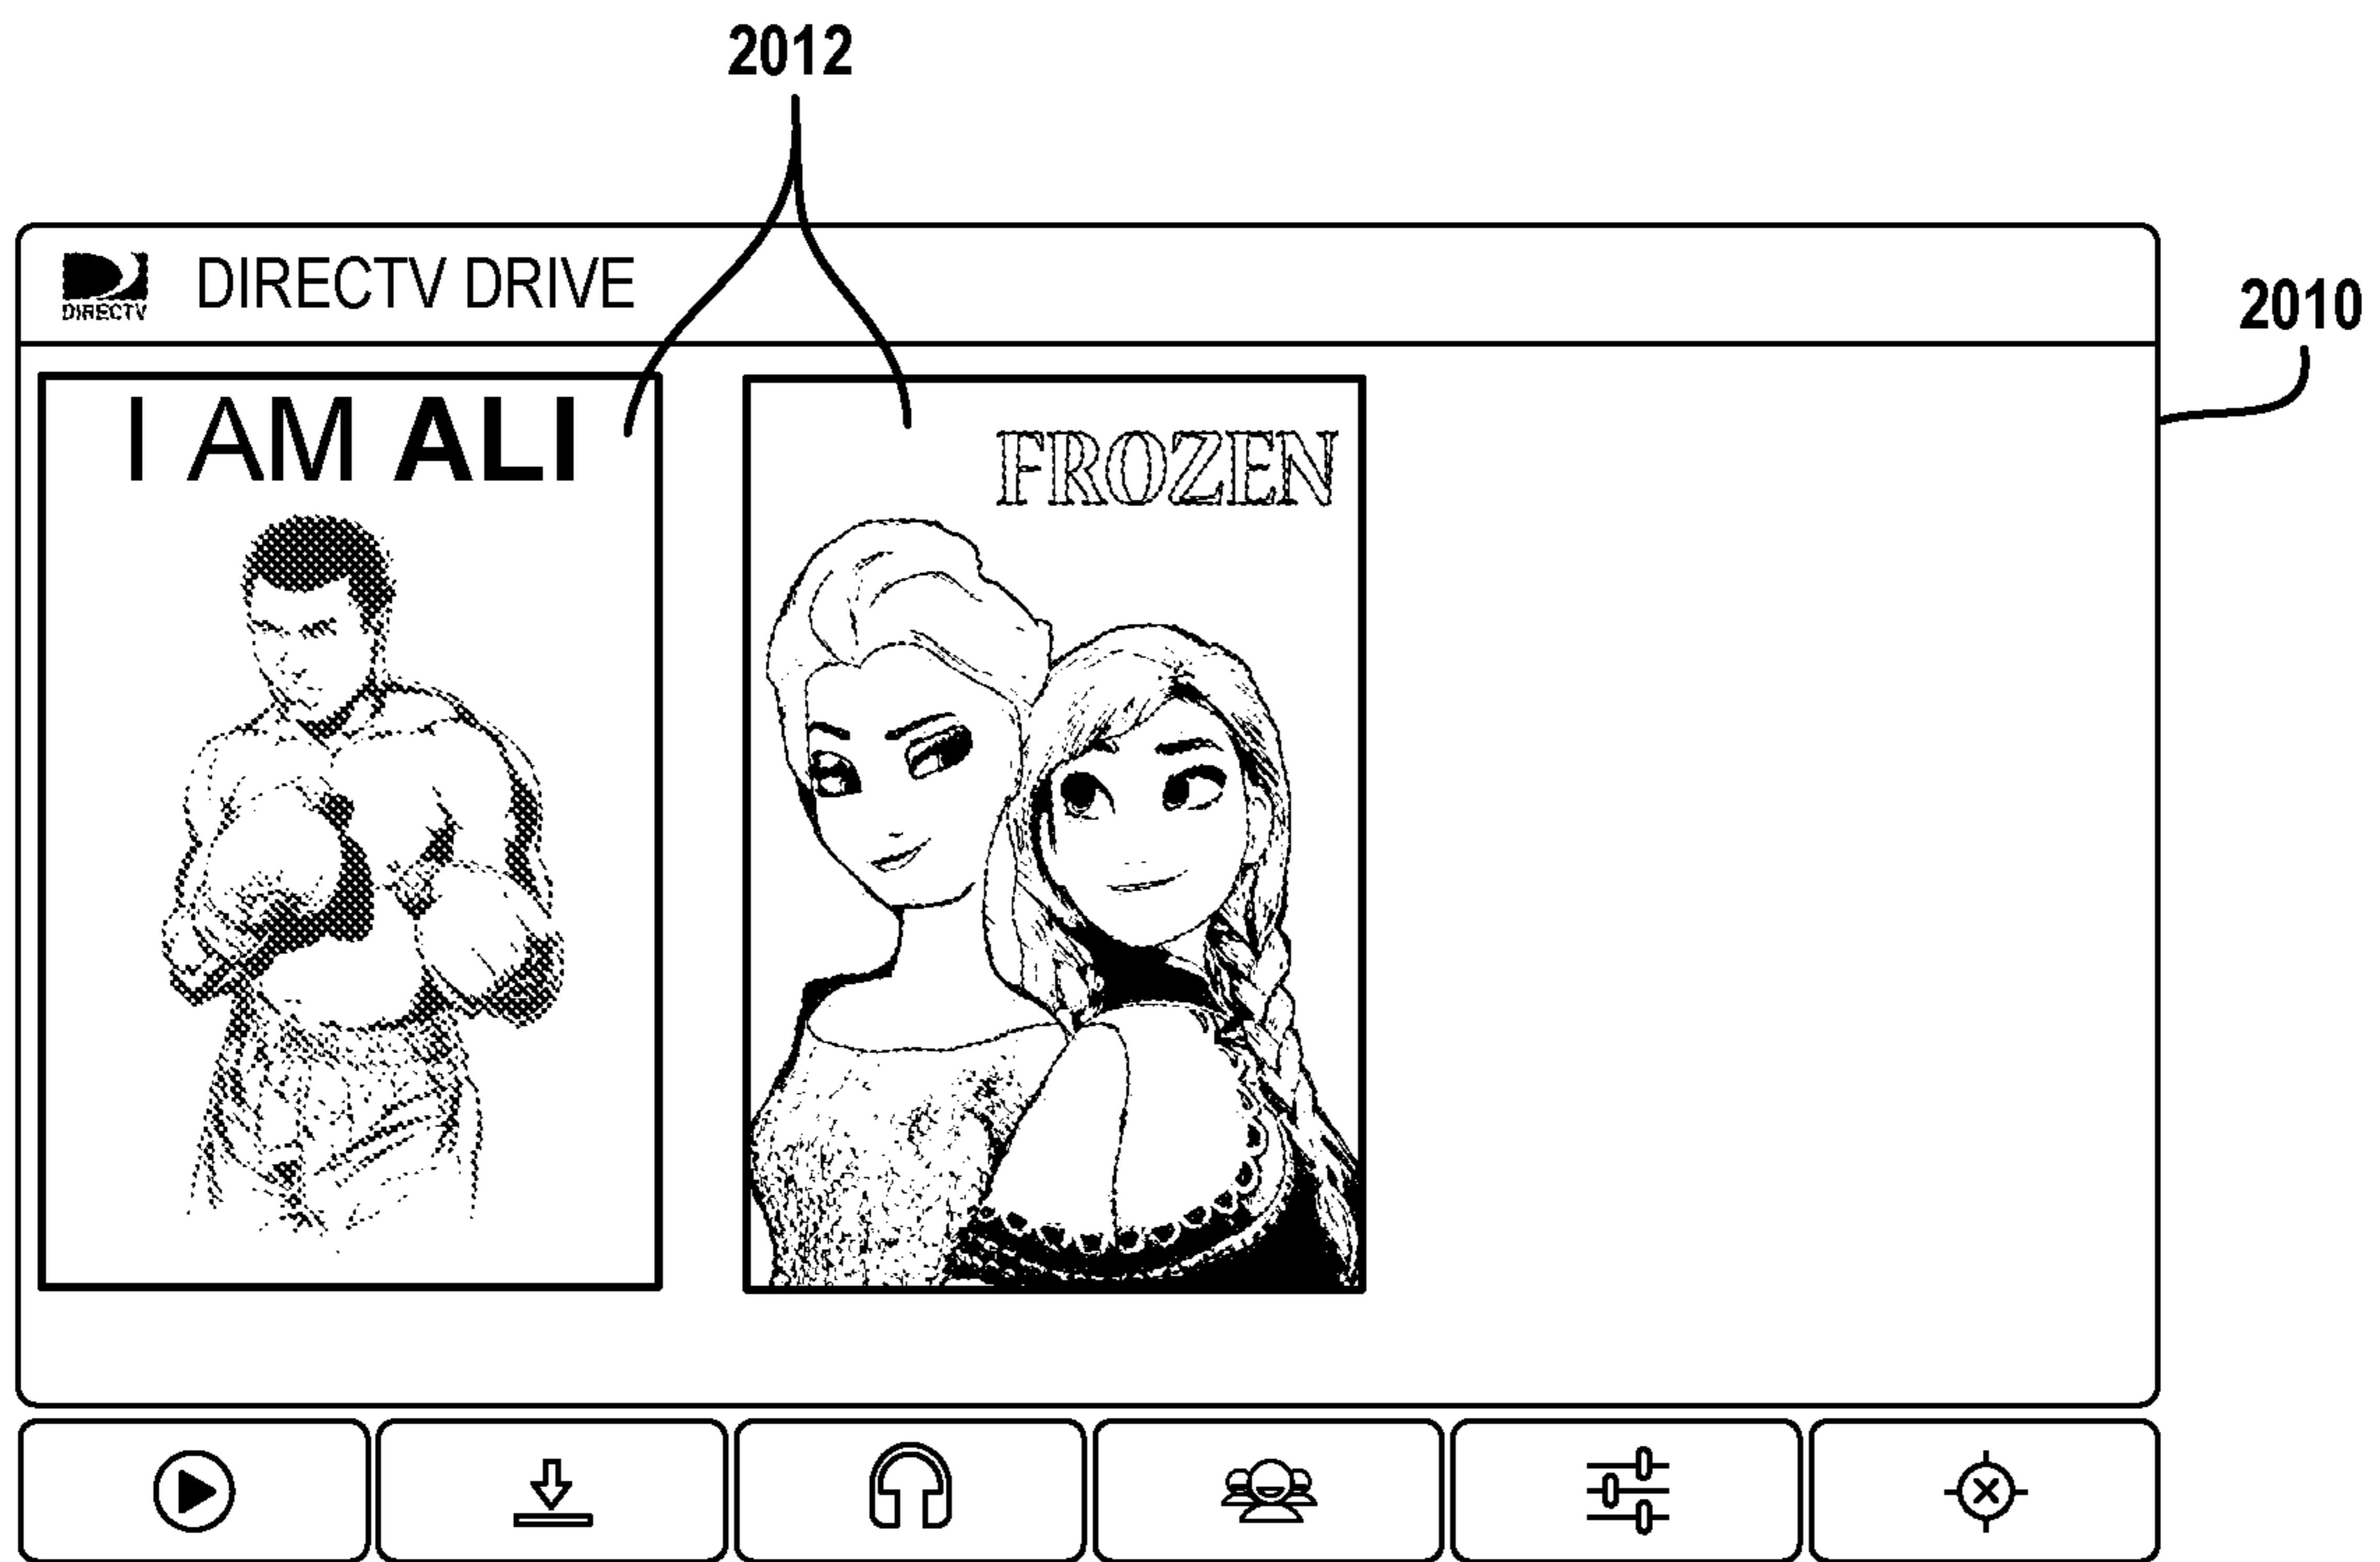 2012
DIRECTV
DIRECTV DRIVE
2010
I AM ALI
FROZEN